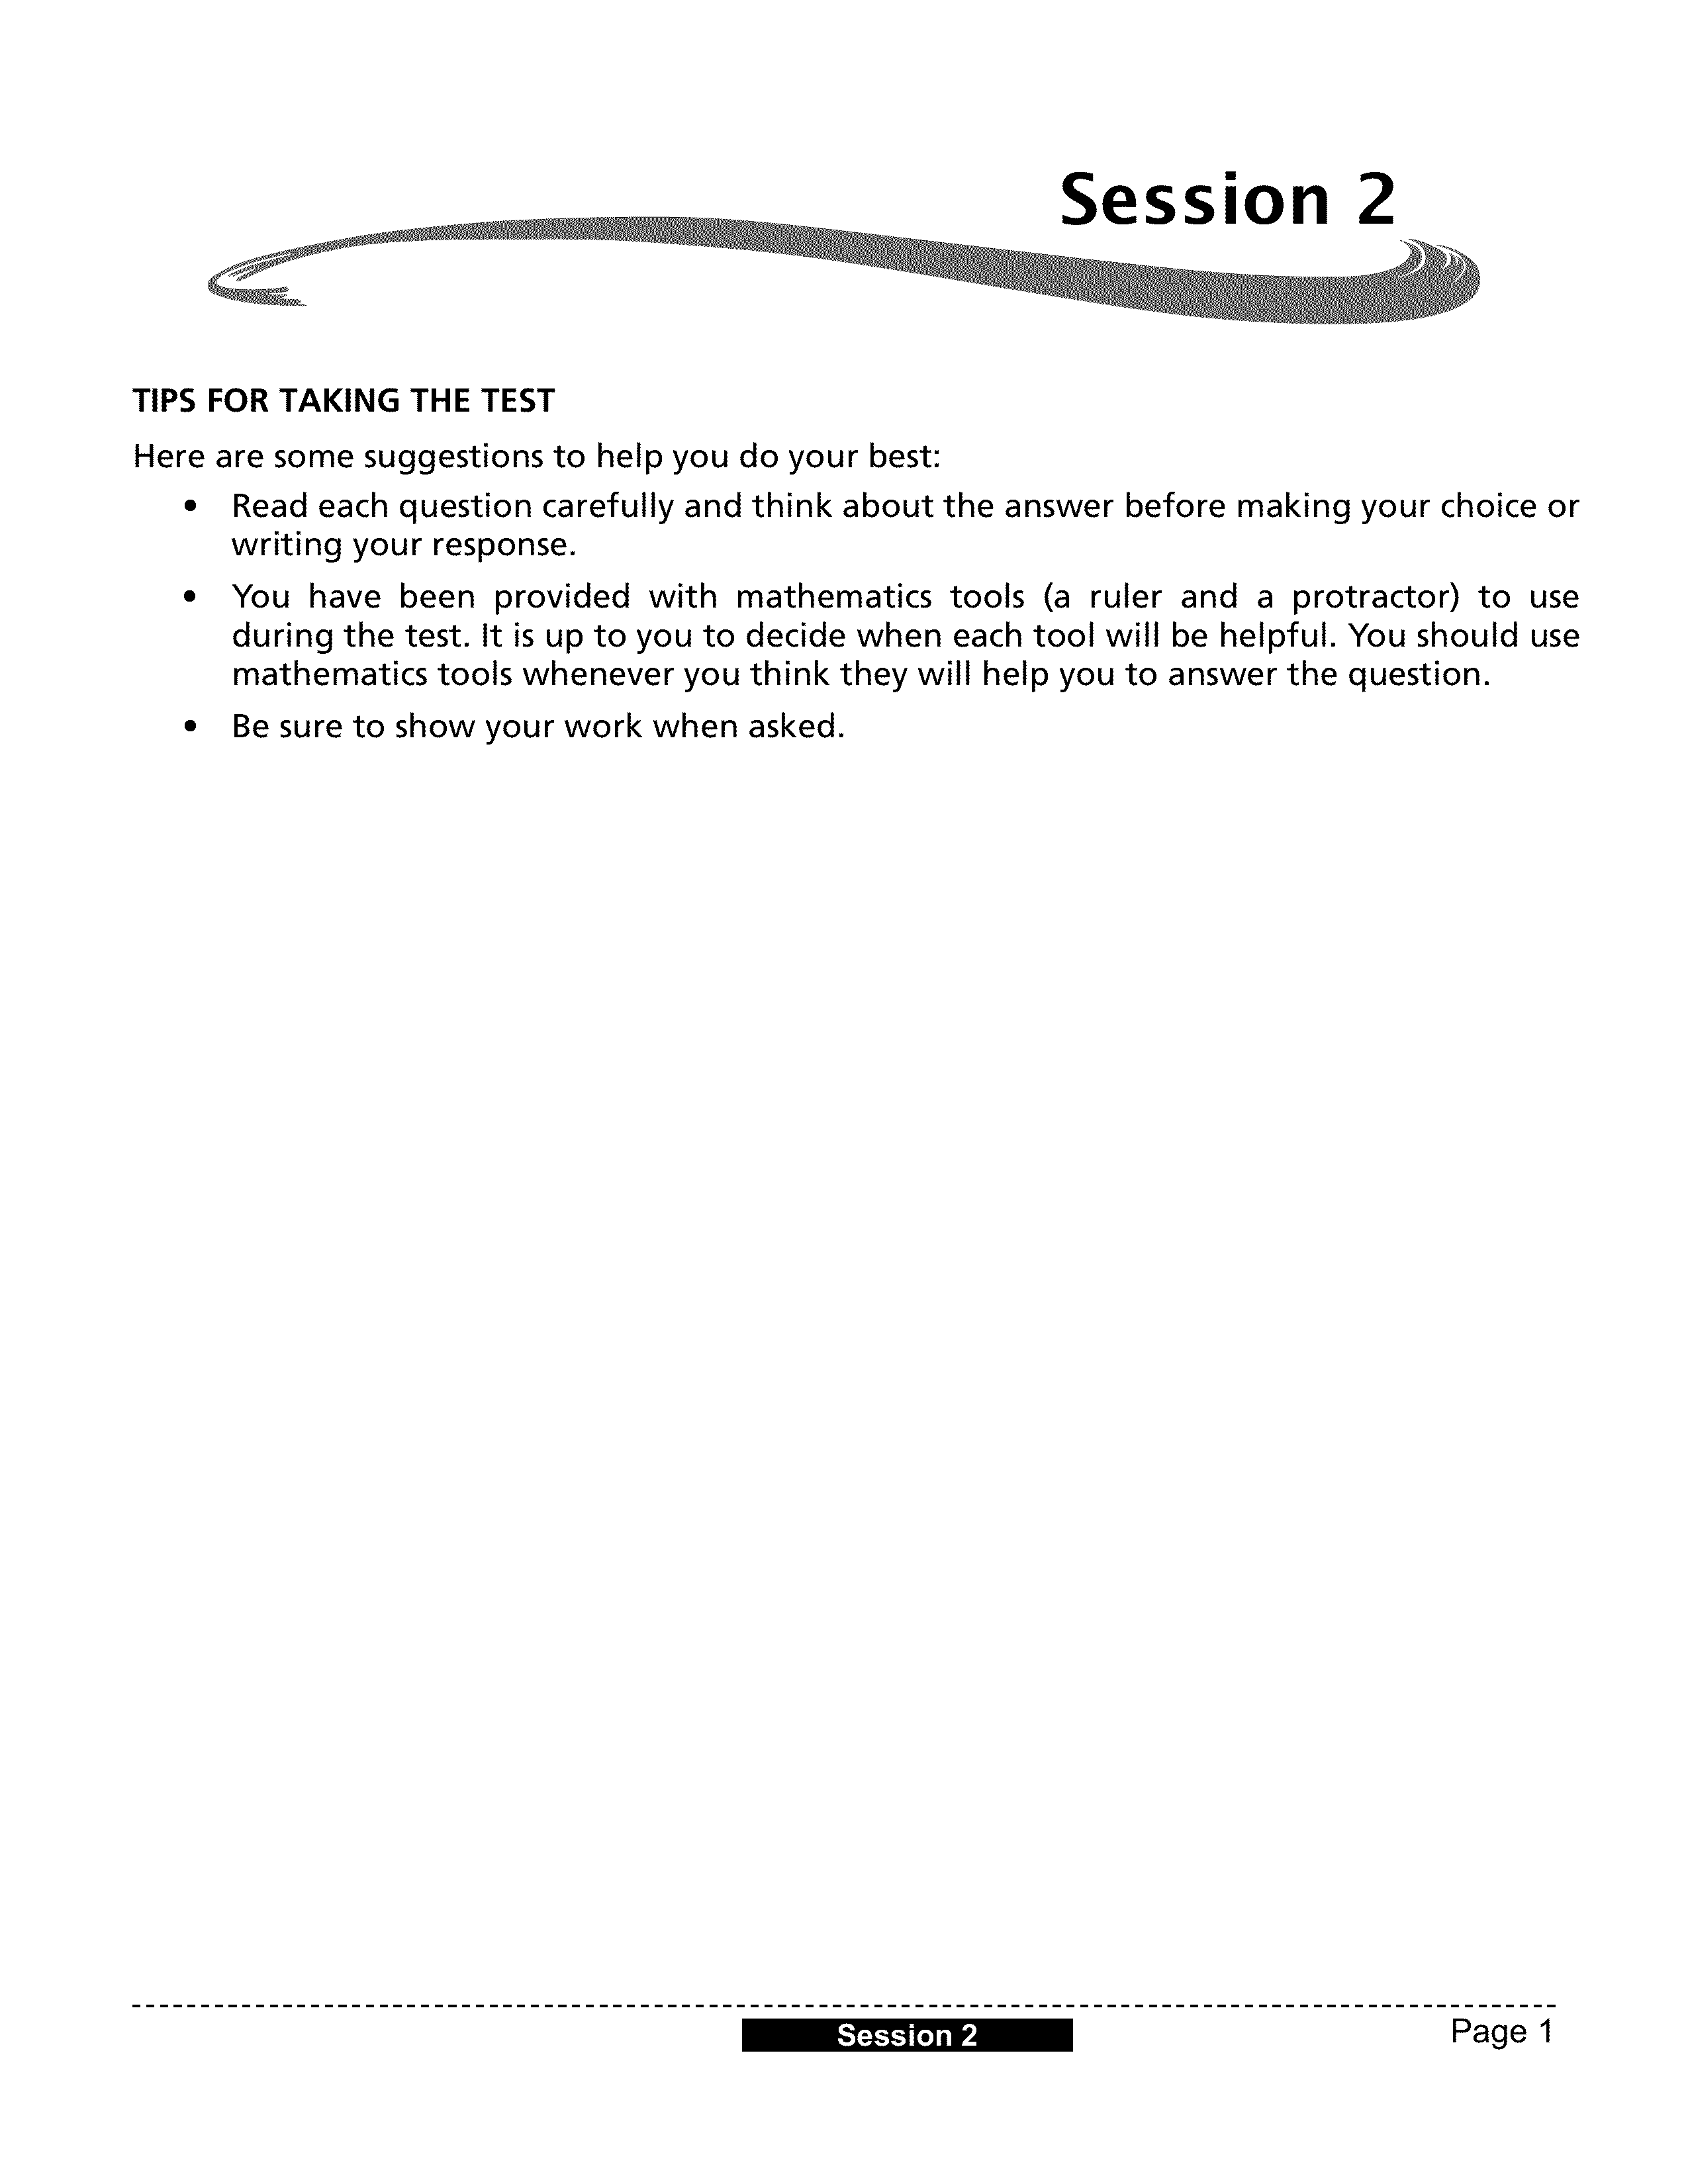 Session 2
TIPS FOR TAKING THE TEST
Here are some suggestions to help you do your best:
• Read each question carefully and think about the answer before making your choice or
writing your response.
• You have been provided with mathematics tools (a ruler and a protractor) to use
during the test. It is up to you to decide when each tool will be helpful. You should use
mathematics tools whenever you think they will help you to answer the question.
• Be sure to show your work when asked.
Session 2
Page 1